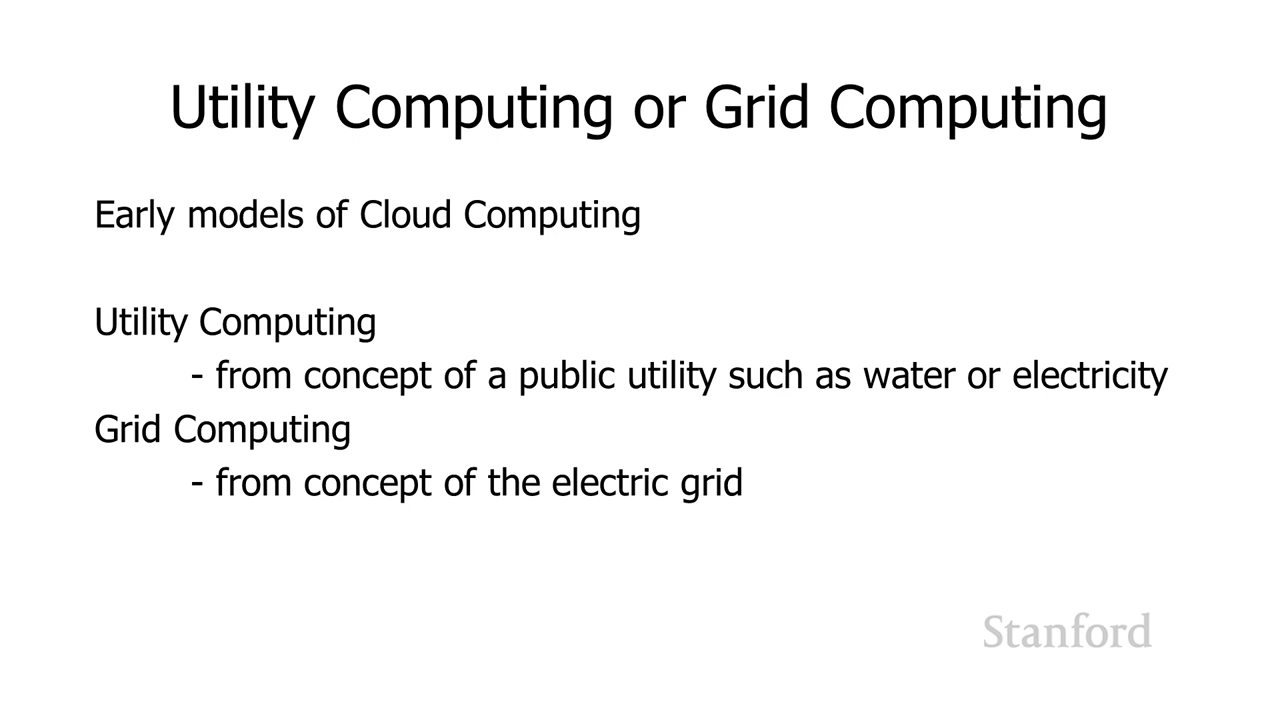 Utility Computing or Grid Computing
Early models of Cloud Computing
Utility Computing
- from concept of a public utility such as water or electricity
Grid Computing
- from concept of the electric grid
Stanford